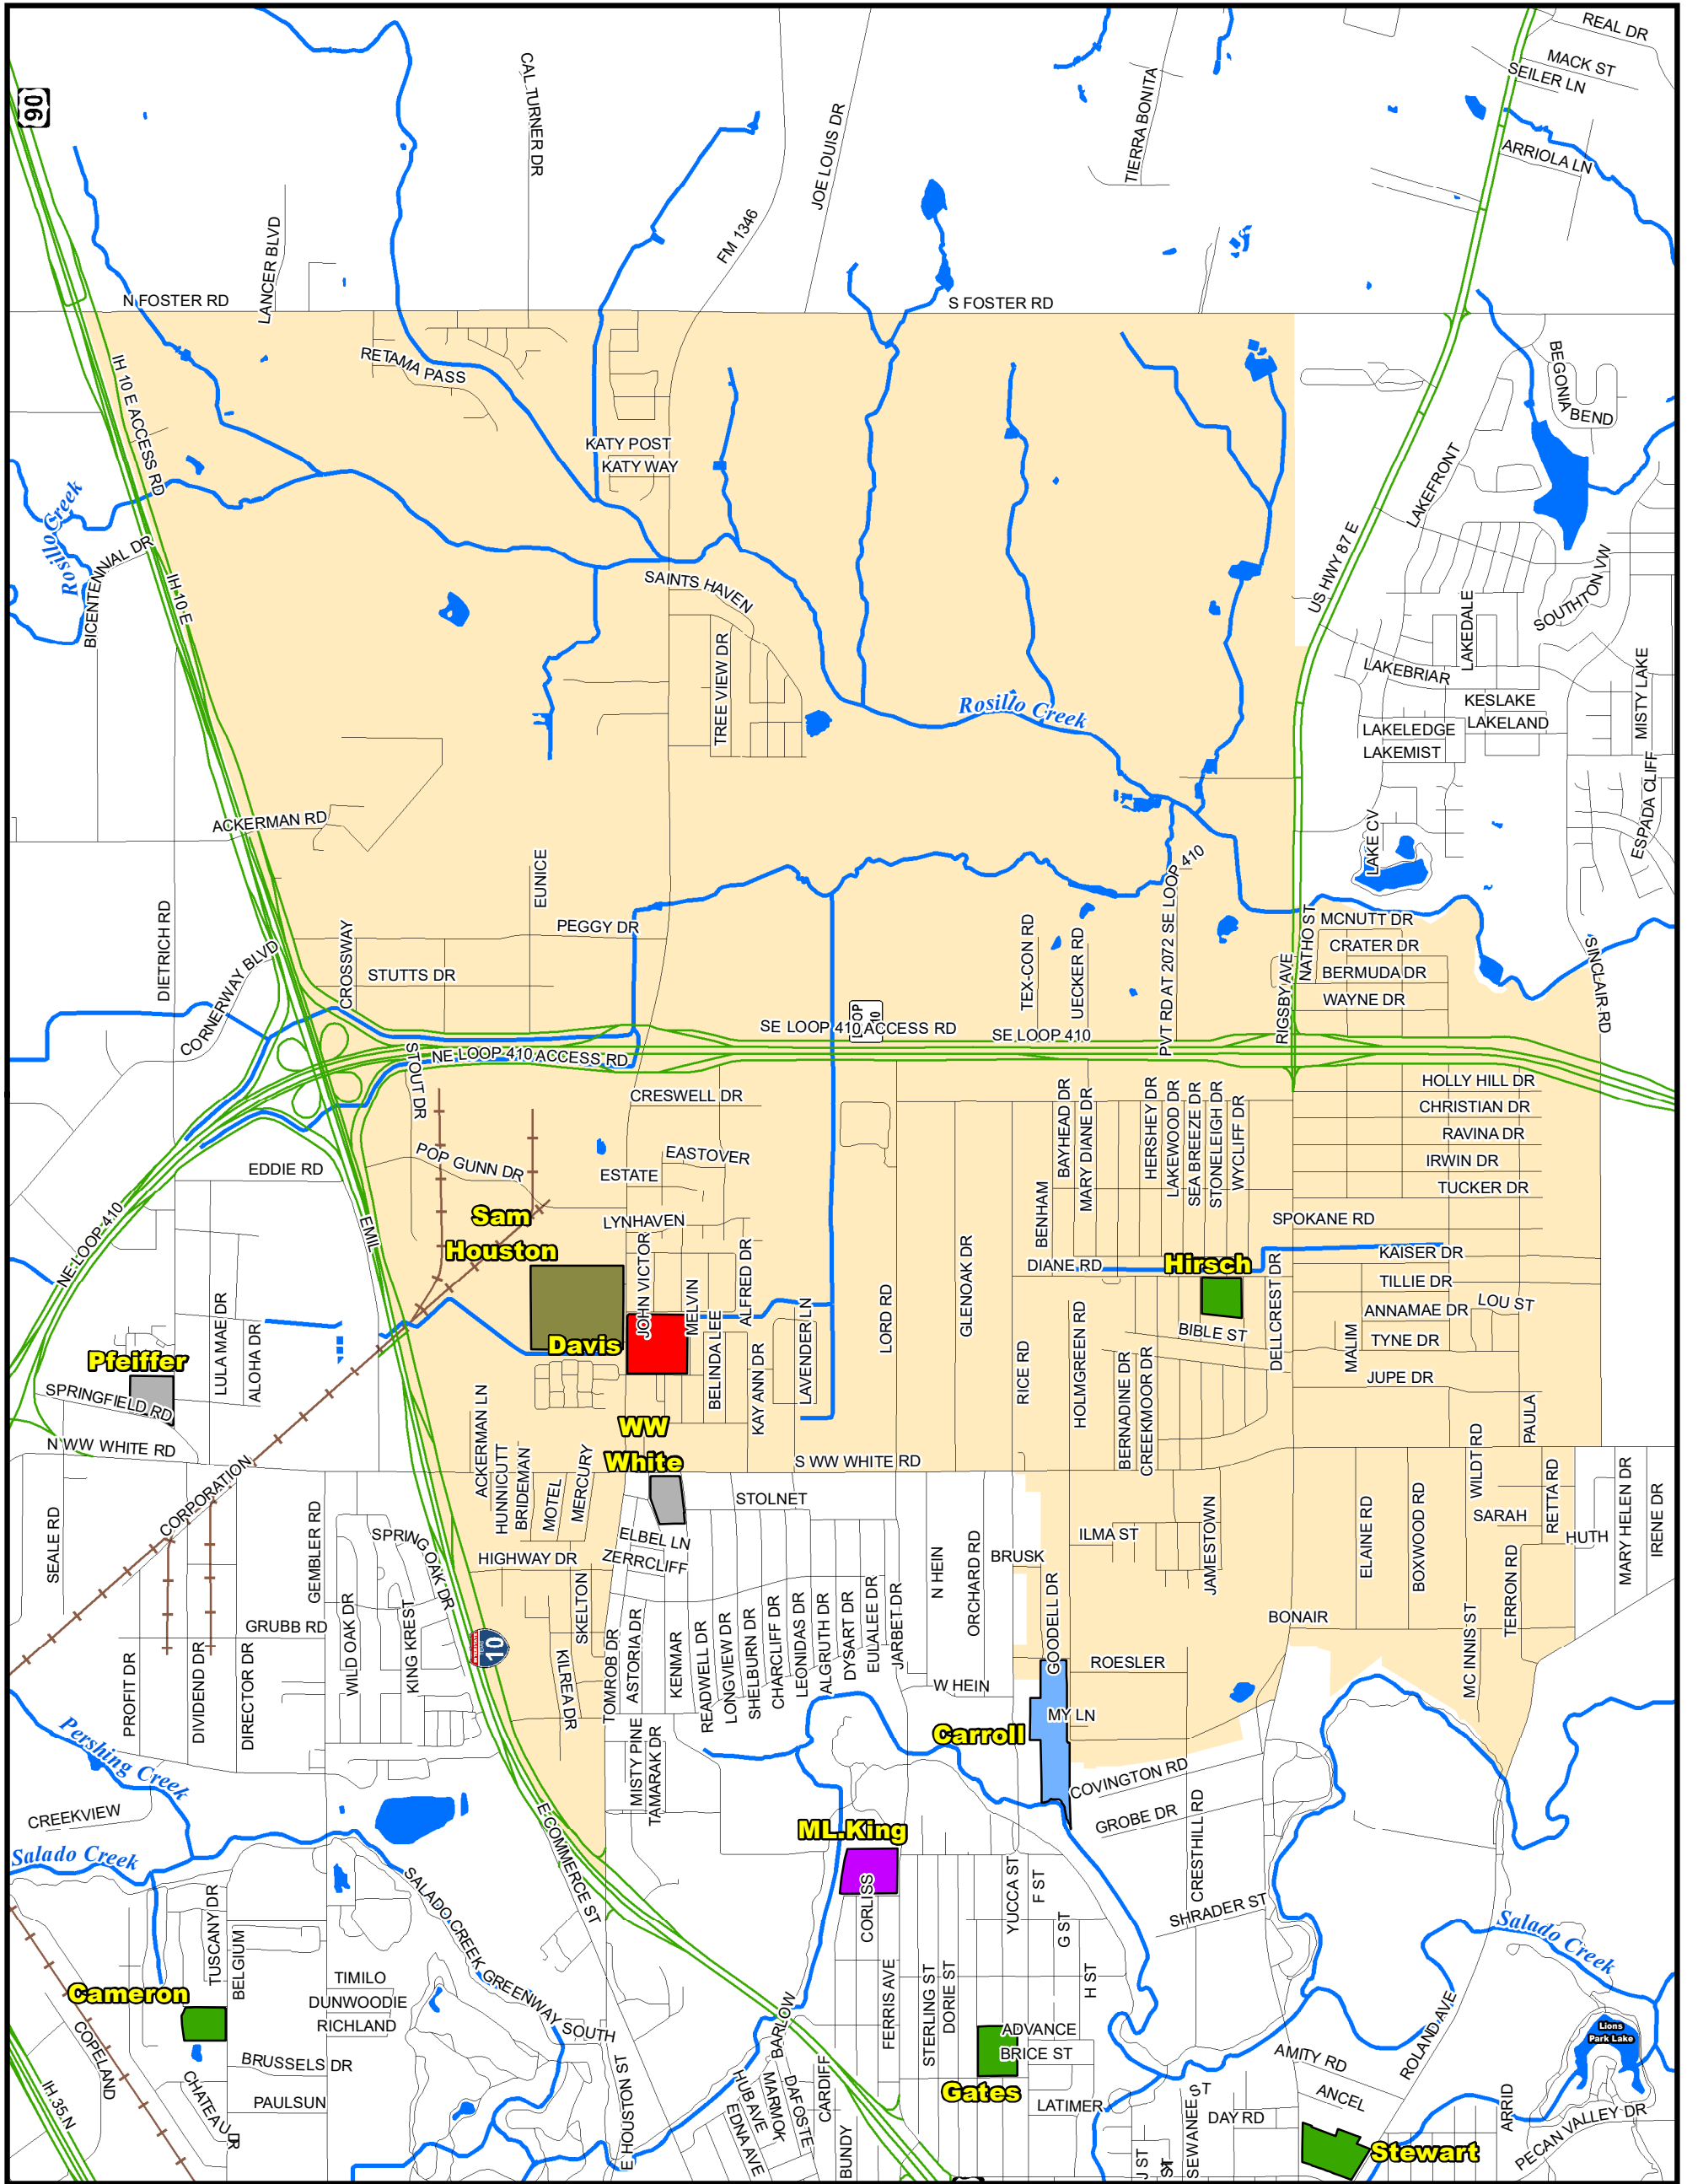 REAL DR
MACK ST
SEILER LN
ARRIOLA LN
90
CAL TURNER DR
JOE LOUIS DR
TIERRA BONITA
LANCER BLVD
FM 1346
N FOSTER RD
S FOSTER RD
IH 10 E ACCESS RD
RETAMA PASS
BEGONIA BEND
KATY POST
KATY WAY
LAKEFRONT
Rosillo Creek
BICENTENNIAL DR
IH 10 E
US HWY 87 E
SAINTS HAVEN
SOUTHTON VW
LAKEDALE
TREE VIEW DR
LAKEBRIAR
MISTY LAKE
Rosillo Creek
KESLAKE
LAKELAND
LAKELEDGE
LAKEMIST
ESPADA CLIFF
ACKERMAN RD
LAKE CV
EUNICE
PVT RD AT 2072 SE LOOP 410
DIETRICH RD
CORNERWAY BLVD
CROSSWAY
PEGGY DR
STUTTS DR
TEX-CON RD
UECKER RD
RIGSBY AVE
NATHO ST
MCNUTT DR
CRATER DR
BERMUDA DR
WAYNE DR
SINCLAIR RD
LOOP
SE LOOP 410 ACCESS RD
SE LOOP 410
NE LOOP 410 ACCESS RD
STOUT DR
CRESWELL DR
HOLLY HILL DR
CHRISTIAN DR
RAVINA DR
IRWIN DR
TUCKER DR
BAYHEAD DR
MARY DIANE DR
HERSHEY DR
LAKEWOOD DR
SEA BREEZE DR
STONELEIGH DR
WYCLIFF DR
POP GUNN DR
EASTOVER
ESTATE
EDDIE RD
BENHAM
SPOKANE RD
NE LOOP 410
EMIL
Sam
Houston
LYNHAVEN
JOHN VICTOR
ALFRED DR
GLENOAK DR
DIANE RD
Hirsch
KAISER DR
TILLIE DR
MELVIN
LORD RD
DELLCREST DR
ANNAMAE DR
LOU ST
LULA MAE DR
ALOHA DR
Davis
BELINDA LEE
KAY ANN DR
LAVENDER LN
HOLMGREEN RD
BIBLE ST
TYNE DR
MALIM
Pfeiffer
SPRINGFIELD RD
RICE RD
BERNADINE DR
CREEKMOOR DR
JUPE DR
PAULA
N WW WHITE RD
ACKERMAN LN
WW
White
S WW WHITE RD
CORPORATION
HUNNICUTT
BRIDEMAN
MOTEL
MERCURY
STOLNET
WILDT RD
RETTA RD
MARY HELEN DR
IRENE DR
SEALE RD
GEMBLER RD
SPRING OAK DR
ELBEL LN
ZERRCLIFF
HIGHWAY DR
ILMA ST
JAMESTOWN
ELAINE RD
BOXWOOD RD
SARAH
HUTH
BRUSK
N HEIN
ORCHARD RD
GOODELL DR
TERRON RD
GRUBB RD
WILD OAK DR
KING KREST
SKELTON
BONAIR
10
KILREA DR
TOMROB DR
ASTORIA DR
KENMAR
READWELL DR
LONGVIEW DR
SHELBURN DR
CHARCLIFF DR
LEONIDAS DR
ALGRUTH DR
DYSART DR
EULALEE DR
JARBET DR
ROESLER
MC INNIS ST
PROFIT DR
DIVIDEND DR
DIRECTOR DR
W HEIN
MY LN
Carroll
Pershing Creek
MISTY PINE
TAMARAK DR
COVINGTON RD
CREEKVIEW
E COMMERCE ST
ML.King
GROBE DR
CRESTHILL RD
Salado Creek
SALADO CREEK GREENWAY SOUTH
CORLISS
YUCCA ST
F ST
G ST
SHRADER ST
Salado Creek
TUSCANY DR
BELGIUM
Cameron
TIMILO
DUNWOODIE
RICHLAND
FERRIS AVE
STERLING ST
DORIE ST
H ST
ADVANCE
BRICE ST
Lions
Park Lake
COPELAND
BRUSSELS DR
BARLOW
AMITY RD
ROLAND AVE
IH 35 N
CHATEAU DR
PAULSUN
E HOUSTON ST
HUB AVE
EDNA AVE
MARMOK
DAFOSTE
CARDIFF
BUNDY
Gates
LATIMER
J ST
ST
SEWANEE ST
DAY RD
ANCEL
ARRID
PECAN VALLEY DR
Stewart